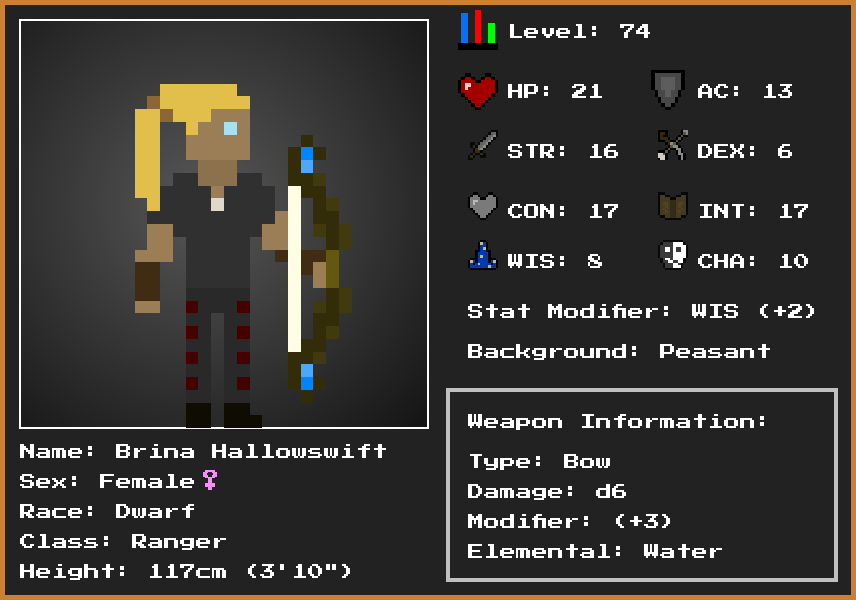 Level: 74
HP: 21 AC: 13
STR: 16 DEX: 6
CON: 17 INT: 17
WIS: 8 CHA: 10
Stat Modifier: WIS (+2)
Background: Peasant
Weapon Information:
Type: Bow
Damage: d6
Modifier: (+3)
Elemental: Water
Name: Brina Hallowswift
Sex: Female♀
Race: Dwarf
Class: Ranger
Height: 117cm (3'10")